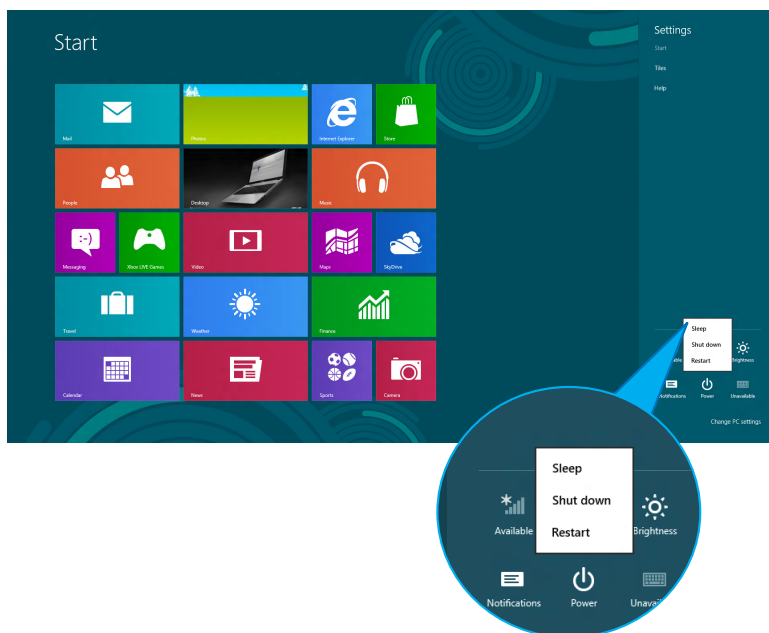 Start
Mail
Photos
Internet Explorer
Store
People
Desktop
Music
:-)
Messaging
Xbox LIVE Games
Video
Maps
SkyDrive
Travel
Weather
Finance
Calendar
News
Sports
Camera
Settings
Start
Tiles
Help
Sleep
Shut down
Restart
able
Brightness
Notifications
Power
Unavailable
Change PC settings
Sleep
Shut down
Restart
Available
Brightness
Notifications
Power
Unavai